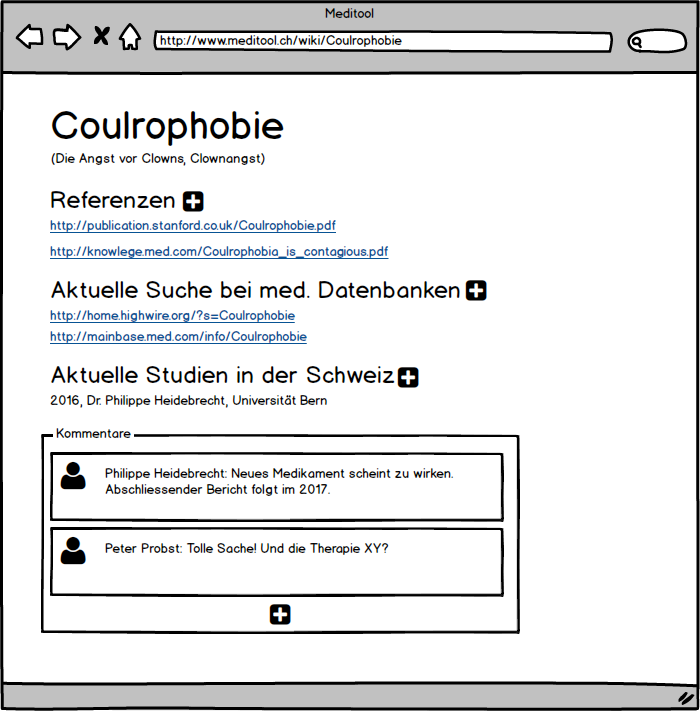 Meditool
http://www.meditool.ch/wiki/Coulrophobie
Coulrophobie
(Die Angst vor Clowns, Clownangst)
Referenzen
http://publication.stanford.co.uk/Coulrophobie.pdf
http://knowlege.med.com/Coulrophobia_is_contagious.pdf
Aktuelle Suche bei med. Datenbanken
http://home.highwire.org/?s=Coulrophobie
http://mainbase.med.com/info/Coulrophobie
Aktuelle Studien in der Schweiz
2016, Dr. Philippe Heidebrecht, Universität Bern
Kommentare
Philippe Heidebrecht: Neues Medikament scheint zu wirken.
Abschliessender Bericht folgt im 2017.
Peter Probst: Tolle Sache! Und die Therapie XY?